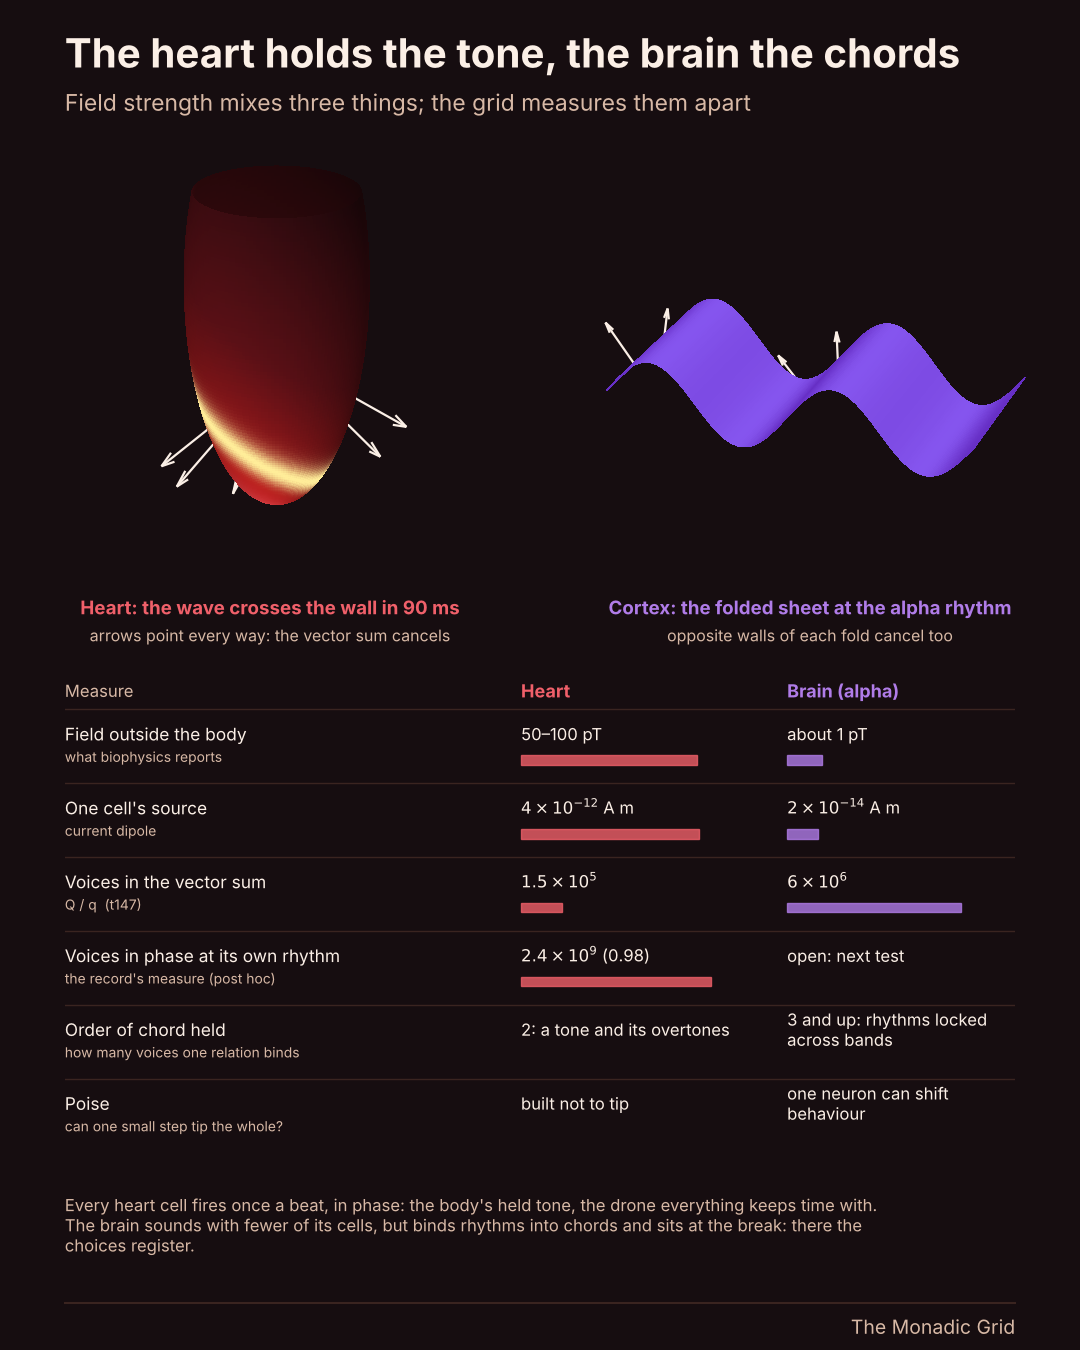 The heart holds the tone, the brain the chords
Field strength mixes three things; the grid measures them apart
Heart: the wave crosses the wall in 90 ms
arrows point every way: the vector sum cancels
Cortex: the folded sheet at the alpha rhythm
opposite walls of each fold cancel too
Measure Heart Brain (alpha)
Field outside the body 50–100 pT about 1 pT
what biophysics reports
One cell's source 4 × 10⁻¹² A m 2 × 10⁻¹⁴ A m
current dipole
Voices in the vector sum 1.5 × 10⁵ 6 × 10⁶
Q / q (t147)
Voices in phase at its own rhythm 2.4 × 10⁹ (0.98) open: next test
the record's measure (post hoc)
Order of chord held 2: a tone and its overtones 3 and up: rhythms locked
across bands
how many voices one relation binds
Poise built not to tip one neuron can shift
behaviour
can one small step tip the whole?
Every heart cell fires once a beat, in phase: the body's held tone, the drone everything keeps time with.
The brain sounds with fewer of its cells, but binds rhythms into chords and sits at the break: there the
choices register.
The Monadic Grid